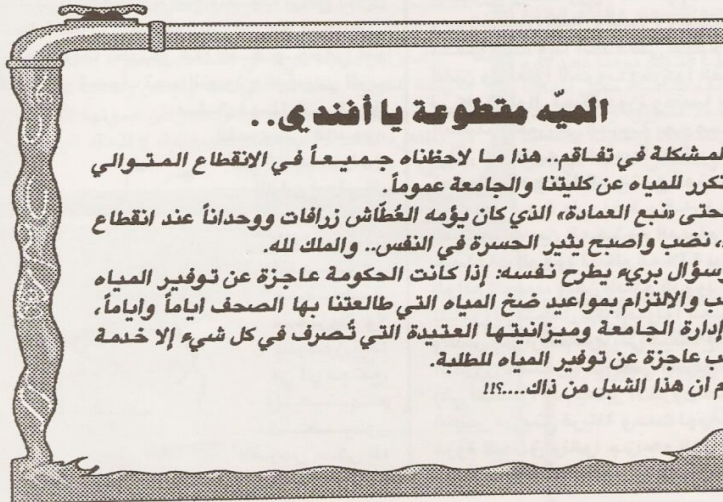 الميّه مقطوعة يا أفندي..
المشكلة في تفاقم.. هذا ما لاحظناه جميعاً في الانقطاع المتوالي
تكرر للمياه عن كليتنا والجامعة عموماً.
حتى «نبع العمادة» الذي كان يؤمه العُطّاش زرافات ووحداناً عند انقطاع
، نضب وأصبح يثير الحسرة في النفس.. والملك لله.
وسؤال بريء يطرح نفسه: إذا كانت الحكومة عاجزة عن توفير المياه
ب والالتزام بمواعيد ضخ المياه التي طالعتنا بها الصحف اياماً واياماً،
إدارة الجامعة وميزانيتها العتيدة التي تُصرف في كل شيء إلا خدمة
ب عاجزة عن توفير المياه للطلبة.
م أن هذا الشبل من ذاك....؟!!